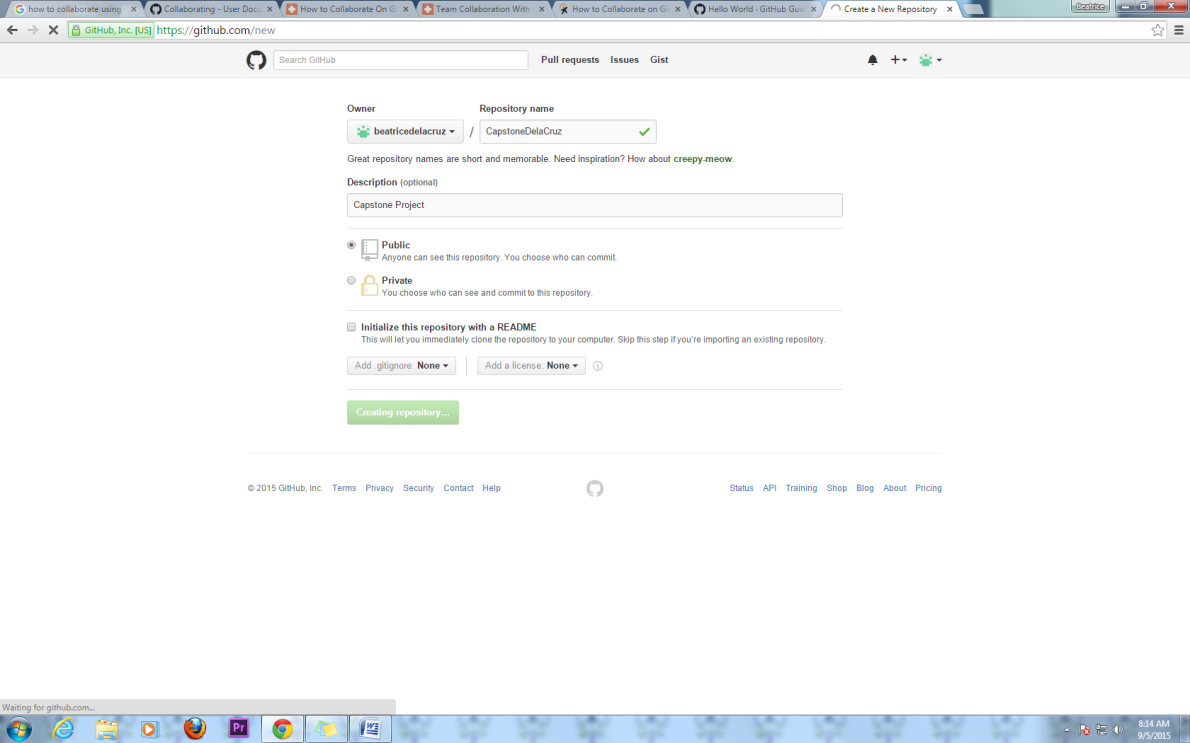 how to collaborate using
Collaborating - User Docu
How to Collaborate On G
Team Collaboration With
How to Collaborate on Git
Hello World · GitHub Guid
Create a New Repository
Beatrice
GitHub, Inc. [US] https://github.com/new
Search GitHub
Pull requests Issues Gist
Owner Repository name
beatricedelacruz / CapstoneDelaCruz
Great repository names are short and memorable. Need inspiration? How about creepy-meow.
Description (optional)
Capstone Project
Public
Anyone can see this repository. You choose who can commit.
Private
You choose who can see and commit to this repository.
Initialize this repository with a README
This will let you immediately clone the repository to your computer. Skip this step if you're importing an existing repository.
Add .gitignore: None Add a license: None
Creating repository...
© 2015 GitHub, Inc. Terms Privacy Security Contact Help Status API Training Shop Blog About Pricing
Waiting for github.com...
Pr
8:14 AM
9/5/2015